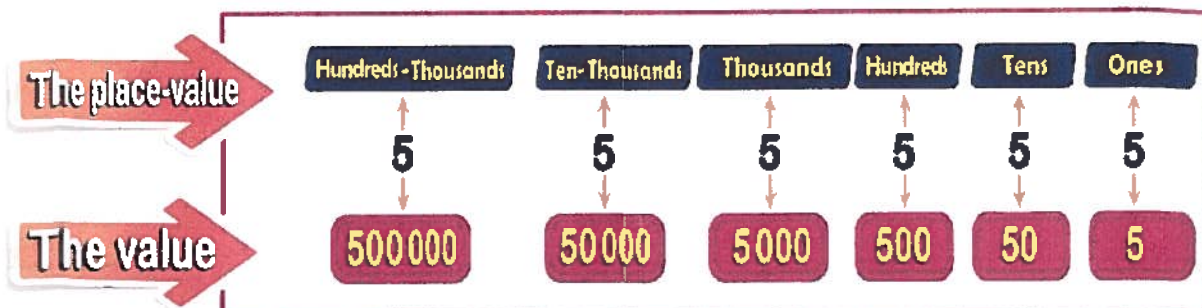 The place-value
Hundreds-Thousands Ten-Thousands Thousands Hundreds Tens Ones
5 5 5 5 5 5
The value
500000 50000 5000 500 50 5